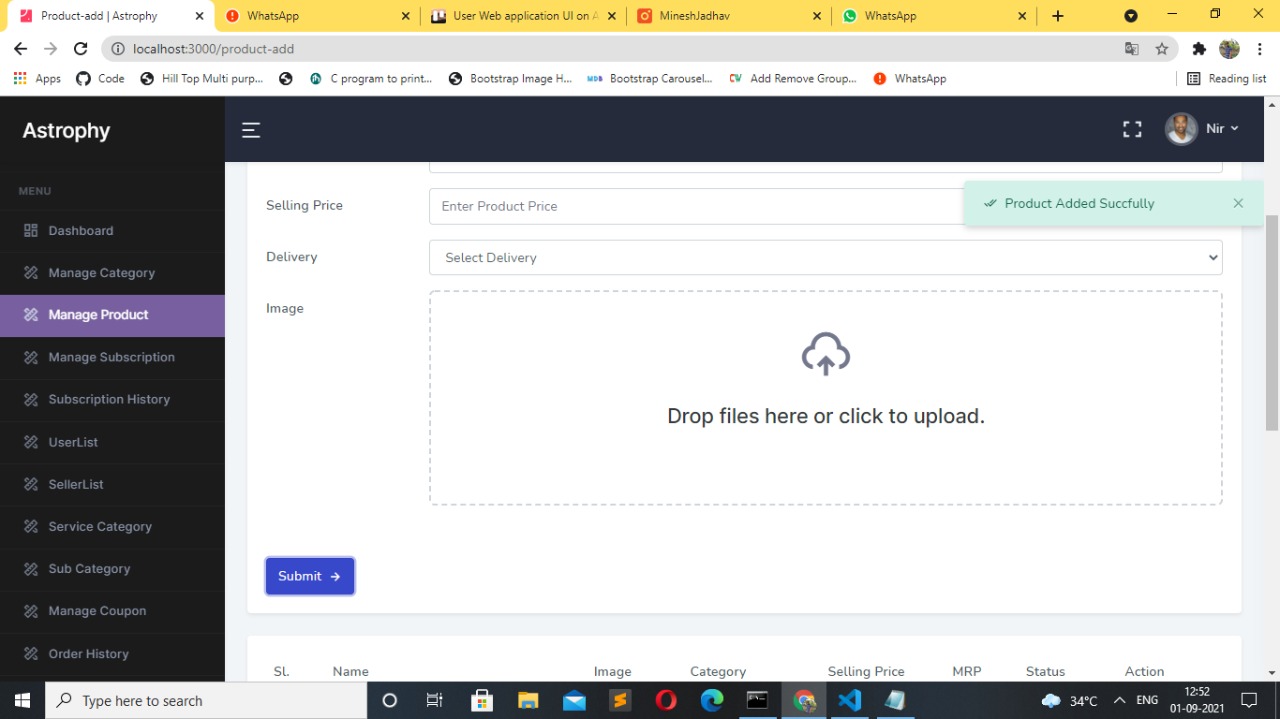 Product-add | Astrophy
WhatsApp
User Web application UI on A
MineshJadhav
WhatsApp
localhost:3000/product-add
Apps
Code
Hill Top Multi purp...
C program to print...
Bootstrap Image H...
MDB
Bootstrap Carousel...
CW
Add Remove Group...
WhatsApp
Reading list
Astrophy
Nir
MENU
Dashboard
Manage Category
Manage Product
Manage Subscription
Subscription History
UserList
SellerList
Service Category
Sub Category
Manage Coupon
Order History
Product Added Succfully
Selling Price
Enter Product Price
Delivery
Select Delivery
Image
Drop files here or click to upload.
Submit
Sl. Name Image Category Selling Price MRP Status Action
Type here to search
34°C
ENG
12:52
01-09-2021